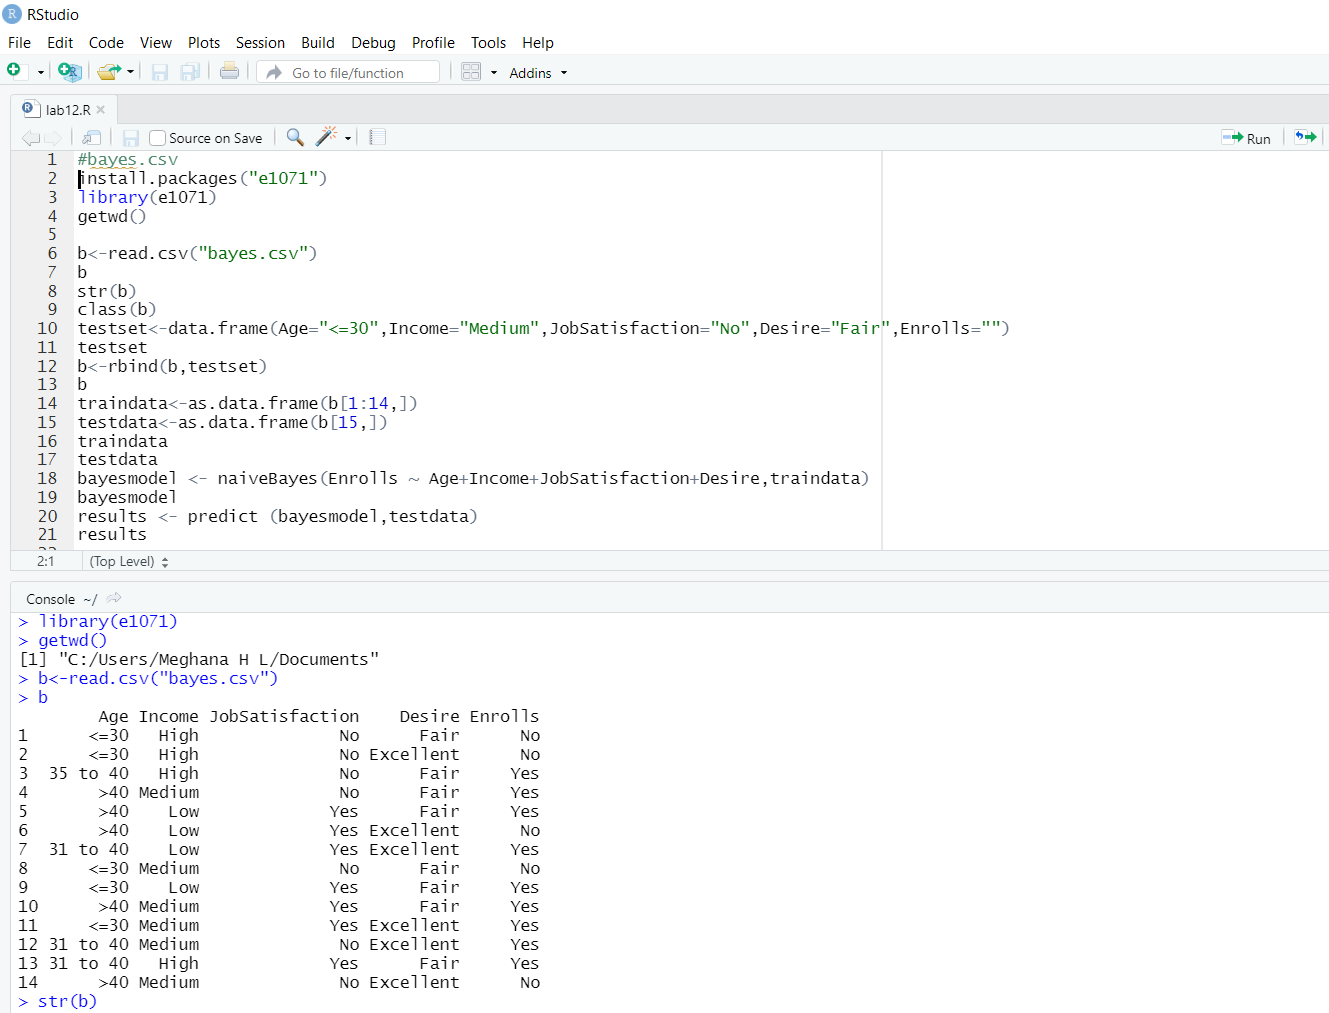 RStudio
File Edit Code View Plots Session Build Debug Profile Tools Help
Go to file/function Addins
lab12.R
Source on Save Run
1 #bayes.csv
2 install.packages("e1071")
3 library(e1071)
4 getwd()
5
6 b<-read.csv("bayes.csv")
7 b
8 str(b)
9 class(b)
10 testset<-data.frame(Age="<=30",Income="Medium",JobSatisfaction="No",Desire="Fair",Enrolls="")
11 testset
12 b<-rbind(b,testset)
13 b
14 traindata<-as.data.frame(b[1:14,])
15 testdata<-as.data.frame(b[15,])
16 traindata
17 testdata
18 bayesmodel <- naiveBayes(Enrolls ~ Age+Income+JobSatisfaction+Desire,traindata)
19 bayesmodel
20 results <- predict (bayesmodel,testdata)
21 results
2:1 (Top Level)
Console ~/
> library(e1071)
> getwd()
[1] "C:/Users/Meghana H L/Documents"
> b<-read.csv("bayes.csv")
> b
Age Income JobSatisfaction Desire Enrolls
1 <=30 High No Fair No
2 <=30 High No Excellent No
3 35 to 40 High No Fair Yes
4 >40 Medium No Fair Yes
5 >40 Low Yes Fair Yes
6 >40 Low Yes Excellent No
7 31 to 40 Low Yes Excellent Yes
8 <=30 Medium No Fair No
9 <=30 Low Yes Fair Yes
10 >40 Medium Yes Fair Yes
11 <=30 Medium Yes Excellent Yes
12 31 to 40 Medium No Excellent Yes
13 31 to 40 High Yes Fair Yes
14 >40 Medium No Excellent No
> str(b)